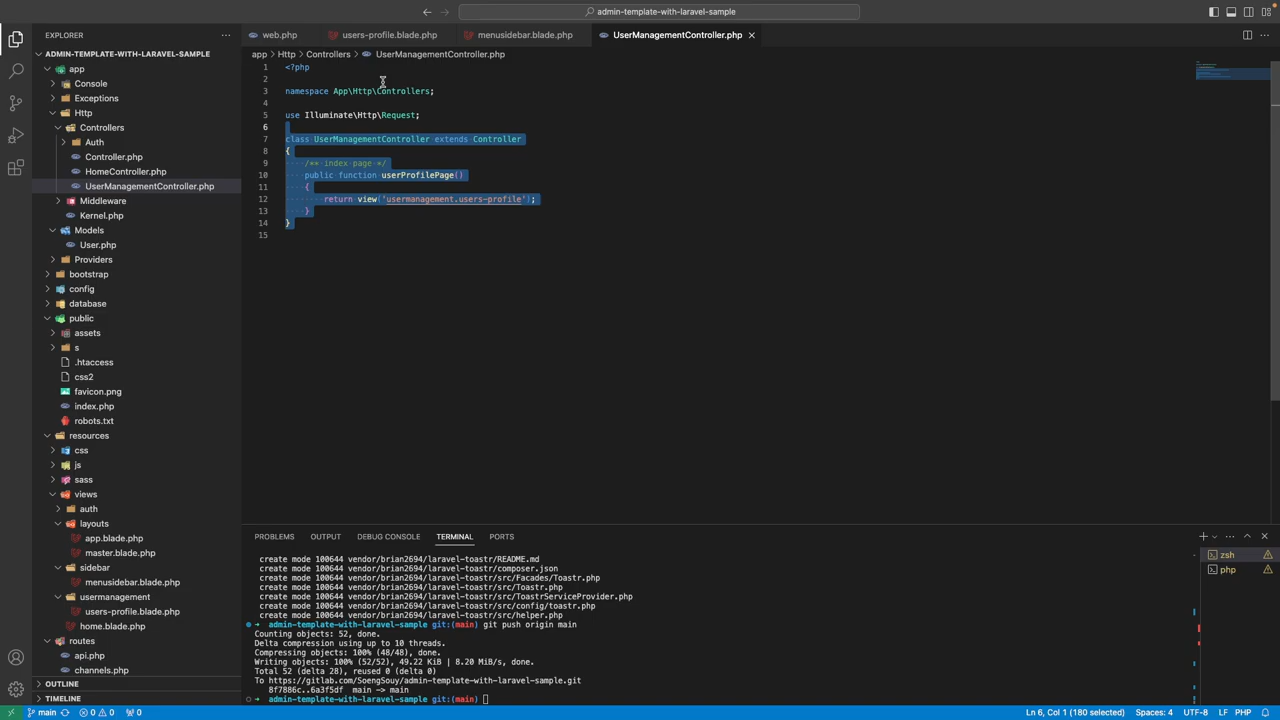 admin-template-with-laravel-sample
EXPLORER
ADMIN-TEMPLATE-WITH-LARAVEL-SAMPLE
app
Console
Exceptions
Http
Controllers
Auth
Controller.php
HomeController.php
UserManagementController.php
Middleware
Kernel.php
Models
User.php
Providers
bootstrap
config
database
public
assets
s
.htaccess
css2
favicon.png
index.php
robots.txt
resources
css
js
sass
views
auth
layouts
app.blade.php
master.blade.php
sidebar
menusidebar.blade.php
usermanagement
users-profile.blade.php
home.blade.php
routes
api.php
channels.php
OUTLINE
TIMELINE
web.php users-profile.blade.php menusidebar.blade.php UserManagementController.php
app > Http > Controllers > UserManagementController.php
1 <?php
2
3 namespace App\Http\Controllers;
4
5 use Illuminate\Http\Request;
6
7 class UserManagementController extends Controller
8 {
9 /** index page */
10 public function userProfilePage()
11 {
12 return view('usermanagement.users-profile');
13 }
14 }
15
PROBLEMS OUTPUT DEBUG CONSOLE TERMINAL PORTS
create mode 100644 vendor/brian2694/laravel-toastr/README.md
create mode 100644 vendor/brian2694/laravel-toastr/composer.json
create mode 100644 vendor/brian2694/laravel-toastr/src/Facades/Toastr.php
create mode 100644 vendor/brian2694/laravel-toastr/src/Toastr.php
create mode 100644 vendor/brian2694/laravel-toastr/src/ToastrServiceProvider.php
create mode 100644 vendor/brian2694/laravel-toastr/src/config/toastr.php
create mode 100644 vendor/brian2694/laravel-toastr/src/helper.php
admin-template-with-laravel-sample git:(main) git push origin main
Counting objects: 52, done.
Delta compression using up to 10 threads.
Compressing objects: 100% (48/48), done.
Writing objects: 100% (52/52), 49.22 KiB | 8.20 MiB/s, done.
Total 52 (delta 28), reused 0 (delta 0)
To https://gitlab.com/SoengSouy/admin-template-with-laravel-sample.git
8f7886c..6a3f5df main -> main
admin-template-with-laravel-sample git:(main)
zsh
php
main 0 0 0 Ln 6, Col 1 (180 selected) Spaces: 4 UTF-8 LF PHP